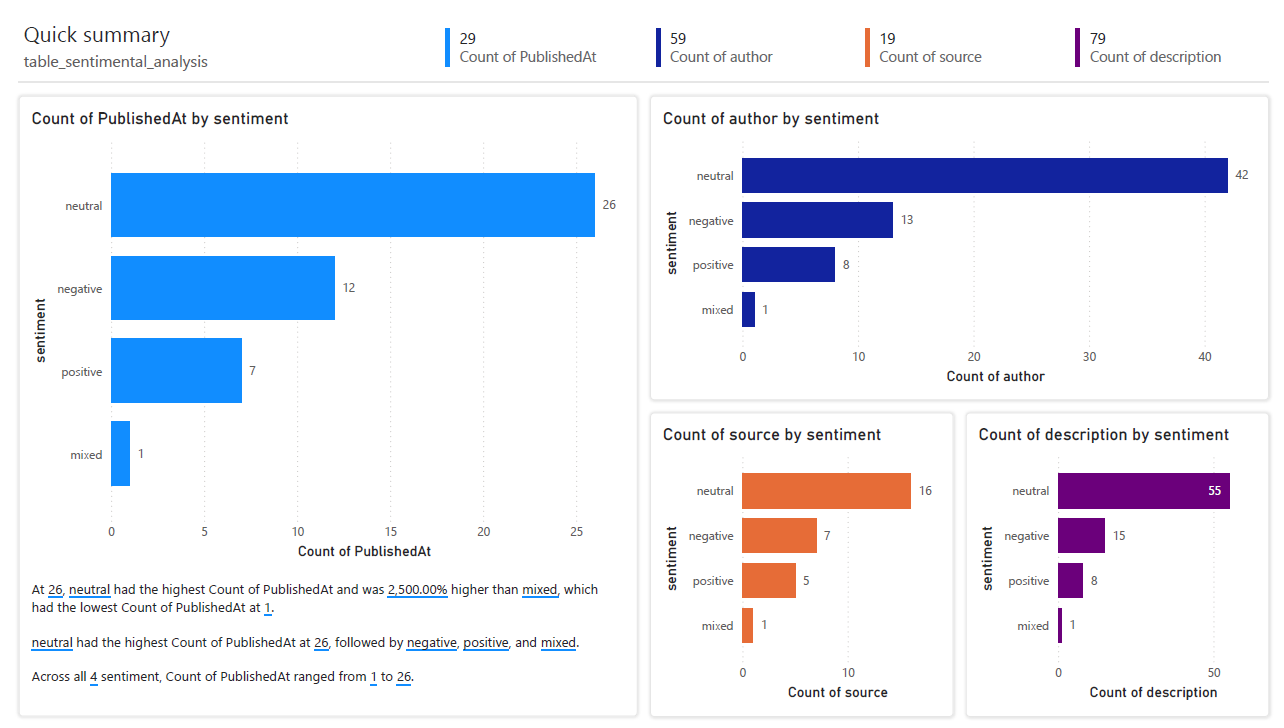 Quick summary
table_sentimental_analysis
29
Count of PublishedAt
59
Count of author
19
Count of source
79
Count of description
Count of PublishedAt by sentiment
sentiment
neutral 26
negative 12
positive 7
mixed 1
0 5 10 15 20 25
Count of PublishedAt
At 26, neutral had the highest Count of PublishedAt and was 2,500.00% higher than mixed, which
had the lowest Count of PublishedAt at 1.
neutral had the highest Count of PublishedAt at 26, followed by negative, positive, and mixed.
Across all 4 sentiment, Count of PublishedAt ranged from 1 to 26.
Count of author by sentiment
sentiment
neutral 42
negative 13
positive 8
mixed 1
0 10 20 30 40
Count of author
Count of source by sentiment
sentiment
neutral 16
negative 7
positive 5
mixed 1
0 10
Count of source
Count of description by sentiment
sentiment
neutral 55
negative 15
positive 8
mixed 1
0 50
Count of description